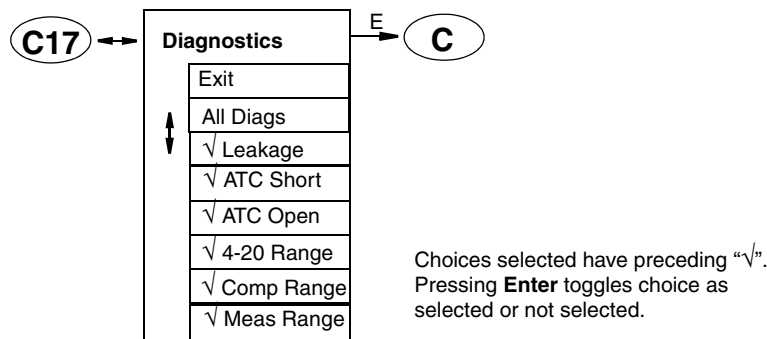 C17
Diagnostics
E
C
Exit
All Diags
√ Leakage
√ ATC Short
√ ATC Open
√ 4-20 Range
√ Comp Range
√ Meas Range
Choices selected have preceding “√”.
Pressing Enter toggles choice as
selected or not selected.